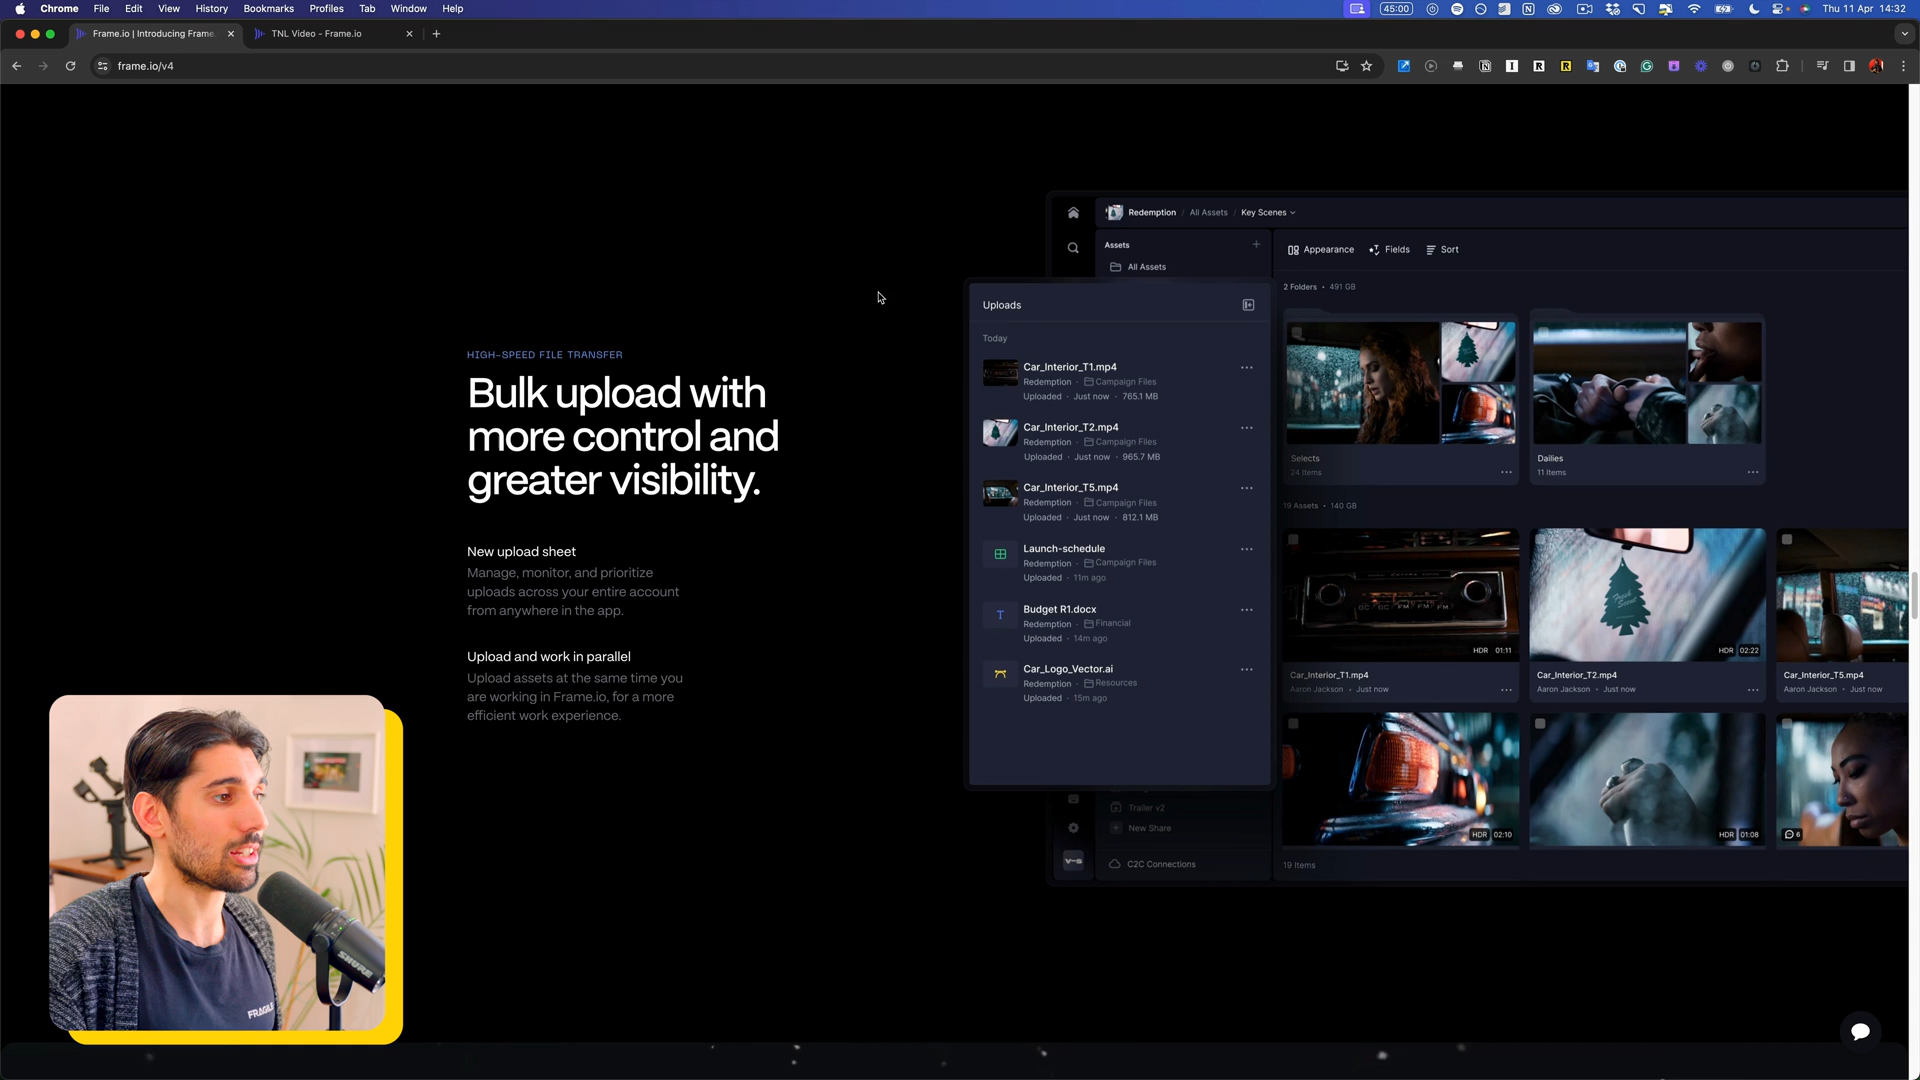 Chrome File Edit View History Bookmarks Profiles Tab Window Help
45:00
Thu 11 Apr 14:32
Frame.io | Introducing Frame.
TNL Video - Frame.io
frame.io/v4
HIGH-SPEED FILE TRANSFER
Bulk upload with
more control and
greater visibility.
New upload sheet
Manage, monitor, and prioritize
uploads across your entire account
from anywhere in the app.
Upload and work in parallel
Upload assets at the same time you
are working in Frame.io, for a more
efficient work experience.
Redemption / All Assets / Key Scenes
Assets
All Assets
Appearance
Fields
Sort
Uploads
Today
Car_Interior_T1.mp4
Redemption · Campaign Files
Uploaded · Just now · 765.1 MB
Car_Interior_T2.mp4
Redemption · Campaign Files
Uploaded · Just now · 965.7 MB
Car_Interior_T5.mp4
Redemption · Campaign Files
Uploaded · Just now · 812.1 MB
Launch-schedule
Redemption · Campaign Files
Uploaded · 11m ago
Budget R1.docx
Redemption · Financial
Uploaded · 14m ago
Car_Logo_Vector.ai
Redemption · Resources
Uploaded · 15m ago
Trailer v2
New Share
C2C Connections
2 Folders • 491 GB
Selects
24 Items
Dailies
11 Items
19 Assets • 140 GB
HDR 01:11
Car_Interior_T1.mp4
Aaron Jackson • Just now
Fresh
Scent
HDR 02:22
Car_Interior_T2.mp4
Aaron Jackson • Just now
Car_Interior_T5.mp4
Aaron Jackson • Just now
HDR 02:10
HDR 01:08
6
19 Items
SHURE
FRAGILE